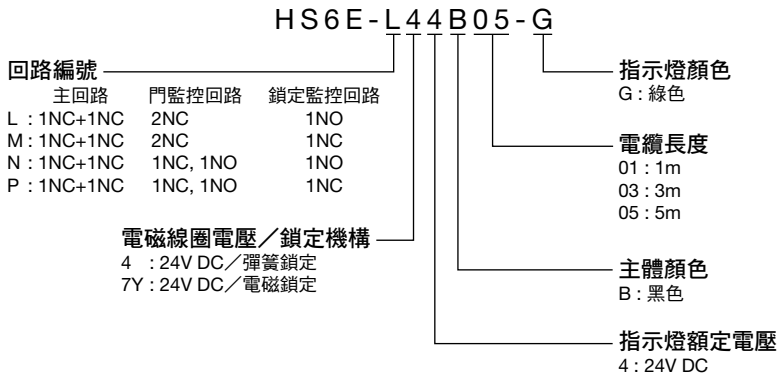 HS6E-L44B05-G
回路編號
主回路 門監控回路 鎖定監控回路
L : 1NC+1NC 2NC 1NO
M : 1NC+1NC 2NC 1NC
N : 1NC+1NC 1NC, 1NO 1NO
P : 1NC+1NC 1NC, 1NO 1NC
電磁線圈電壓／鎖定機構
4 : 24V DC／彈簧鎖定
7Y : 24V DC／電磁鎖定
指示燈顏色
G : 綠色
電纜長度
01 : 1m
03 : 3m
05 : 5m
主體顏色
B : 黑色
指示燈額定電壓
4 : 24V DC